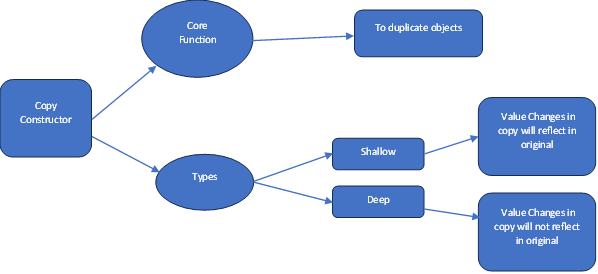 Core
Function
To duplicate objects
Copy
Constructor
Value Changes in
copy will reflect in
original
Shallow
Types
Deep
Value Changes in
copy will not reflect
in original